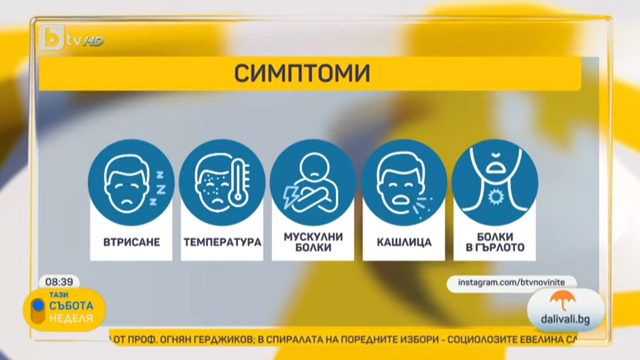 bTV HD
СИМПТОМИ
z z z
ВТРИСАНЕ
ТЕМПЕРАТУРА
МУСКУЛНИ
БОЛКИ
КАШЛИЦА
БОЛКИ
В ГЪРЛОТО
08:39
instagram.com/btvnovinite
ТАЗИ
СЪБОТА
НЕДЕЛЯ
dalivali.bg
ОТ ПРОФ. ОГНЯН ГЕРДЖИКОВ; В СПИРАЛАТА НА ПОРЕДНИТЕ ИЗБОРИ - СОЦИОЛОЗИТЕ ЕВЕЛИНА